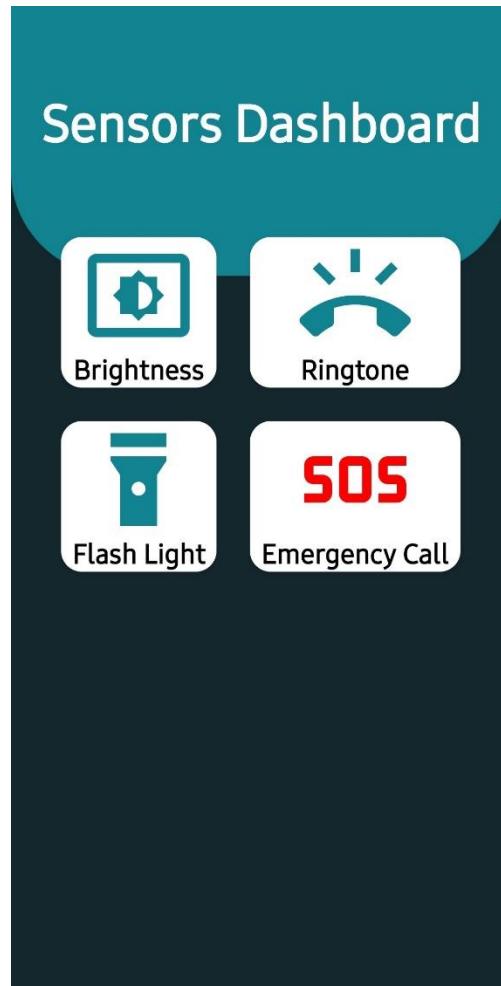 Sensors Dashboard
Brightness
Ringtone
Flash Light
SOS
Emergency Call